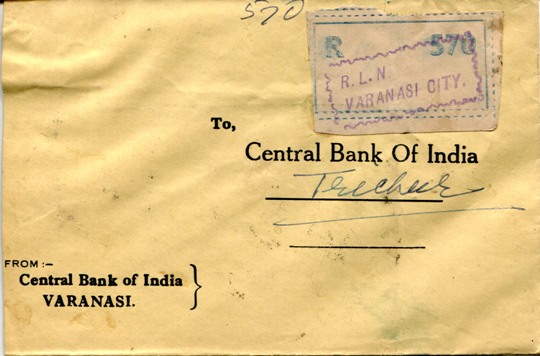 570
R 570
R. L. N.
VARANASI CITY.
To,
Central Bank Of India
Trichur
FROM :-
Central Bank of India
VARANASI.